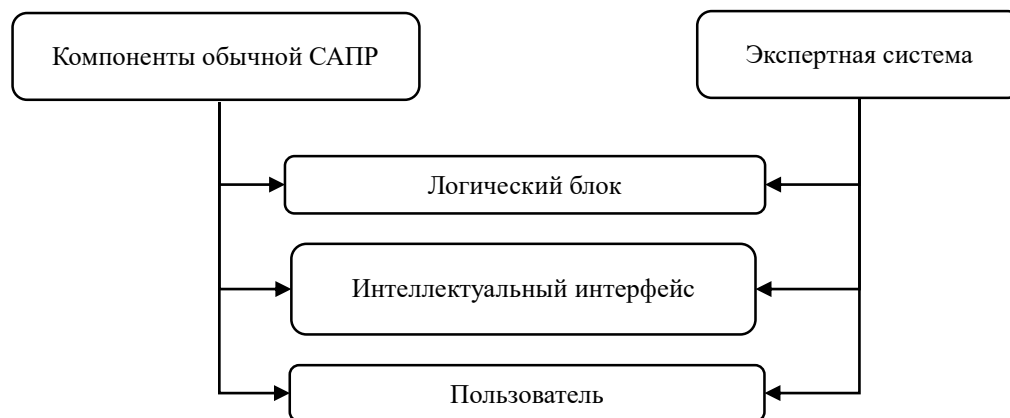 Компоненты обычной САПР
Экспертная система
Логический блок
Интеллектуальный интерфейс
Пользователь